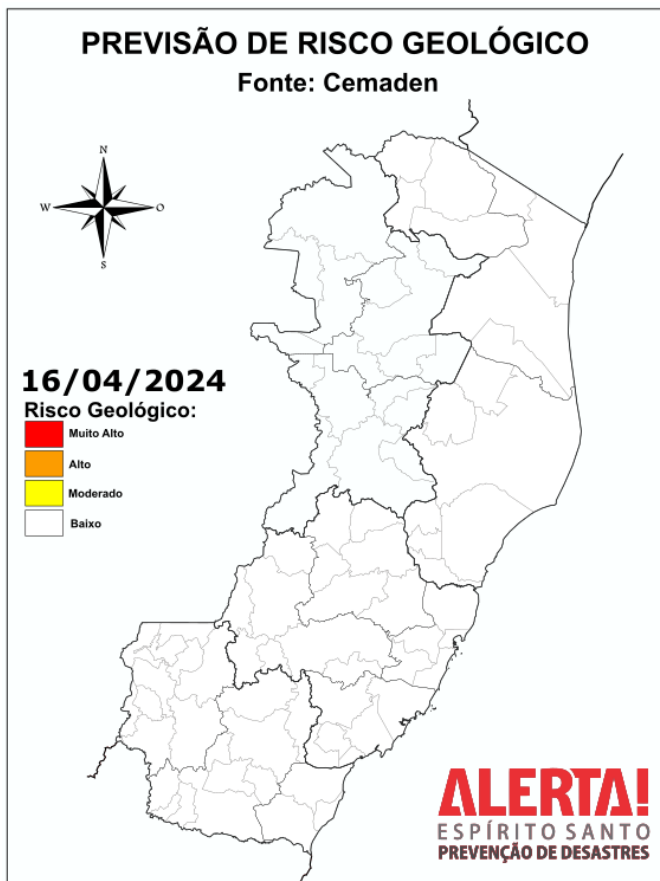 PREVISÃO DE RISCO GEOLÓGICO
Fonte: Cemaden
N
W
O
S
16/04/2024
Risco Geológico:
Muito Alto
Alto
Moderado
Baixo
ALERTA!
ESPÍRITO SANTO
PREVENÇÃO DE DESASTRES